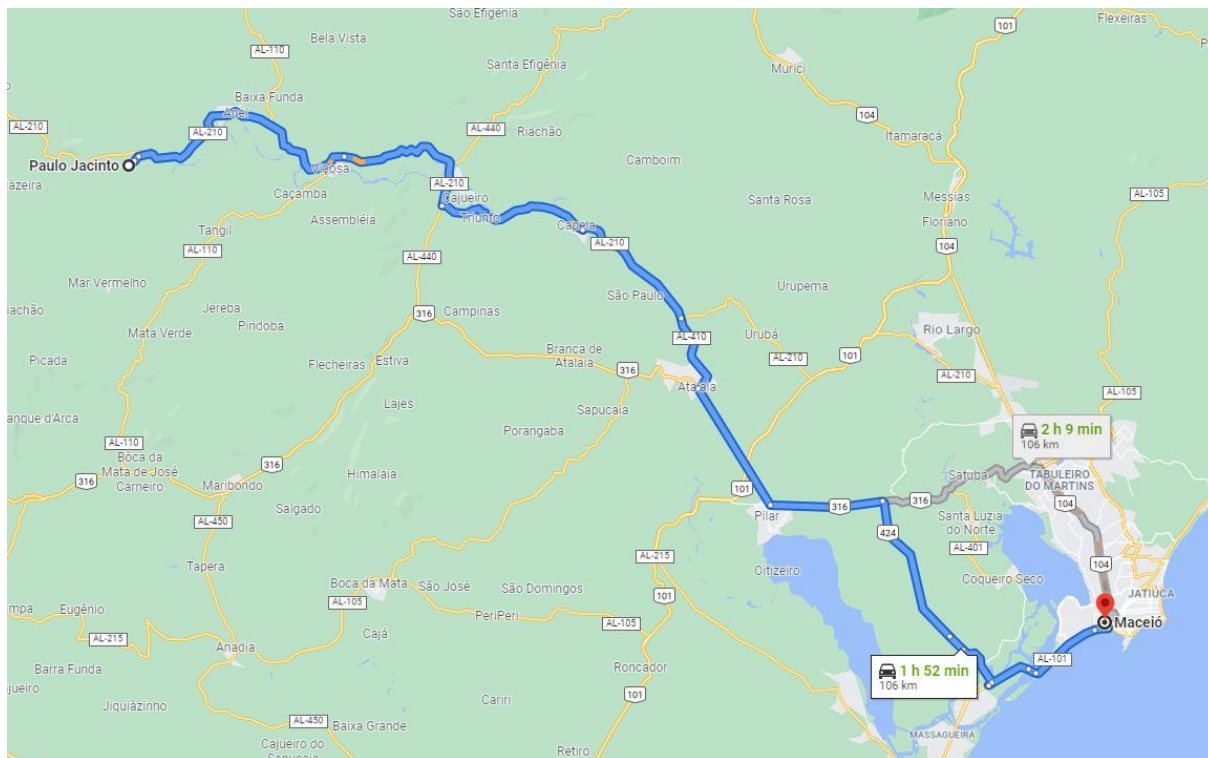 São Efigênia
Flexeiras
101
Bela Vista
AL-110
Santa Efigênia
Murici
Baixa Funda
Anel
104
AL-210
AL-210
AL-440
Riachão
Itamaracá
Paulo Jacinto
Viçosa
Camboim
AL-105
AL-210
Caçamba
Cajueiro
Santa Rosa
Messias
Assembléia
Triunfo
Floriano
Tangil
Capela
AL-110
AL-440
AL-210
104
Mar Vermelho
Urupema
São Paulo
Jereba
Campinas
316
Pindoba
Mata Verde
AL-410
Urubá
Rio Largo
Branca de
Atalaia
AL-210
101
Picada
Flecheiras
Estiva
316
AL-210
Atalaia
AL-105
Lajes
Sapucaia
anque d'Arca
Porangaba
2 h 9 min
106 km
AL-110
Bôca da
Mata de José
Carneiro
316
316
Himalaia
Satuba
TABULEIRO
DO MARTINS
Maribondo
101
316
316
104
Salgado
Pilar
Santa Luzia
do Norte
AL-450
424
AL-401
AL-215
104
Tapera
Oitizeiro
Coqueiro Seco
Boca da Mata
São José
São Domingos
JATIÚCA
AL-105
101
Eugênio
PeriPeri
AL-105
Maceió
AL-215
Cajá
Anadia
AL-101
Barra Funda
Roncador
1 h 52 min
106 km
101
Cariri
Jiquiàzinho
AL-450
Baixa Grande
MASSAGUEIRA
Cajueiro do
Retiro